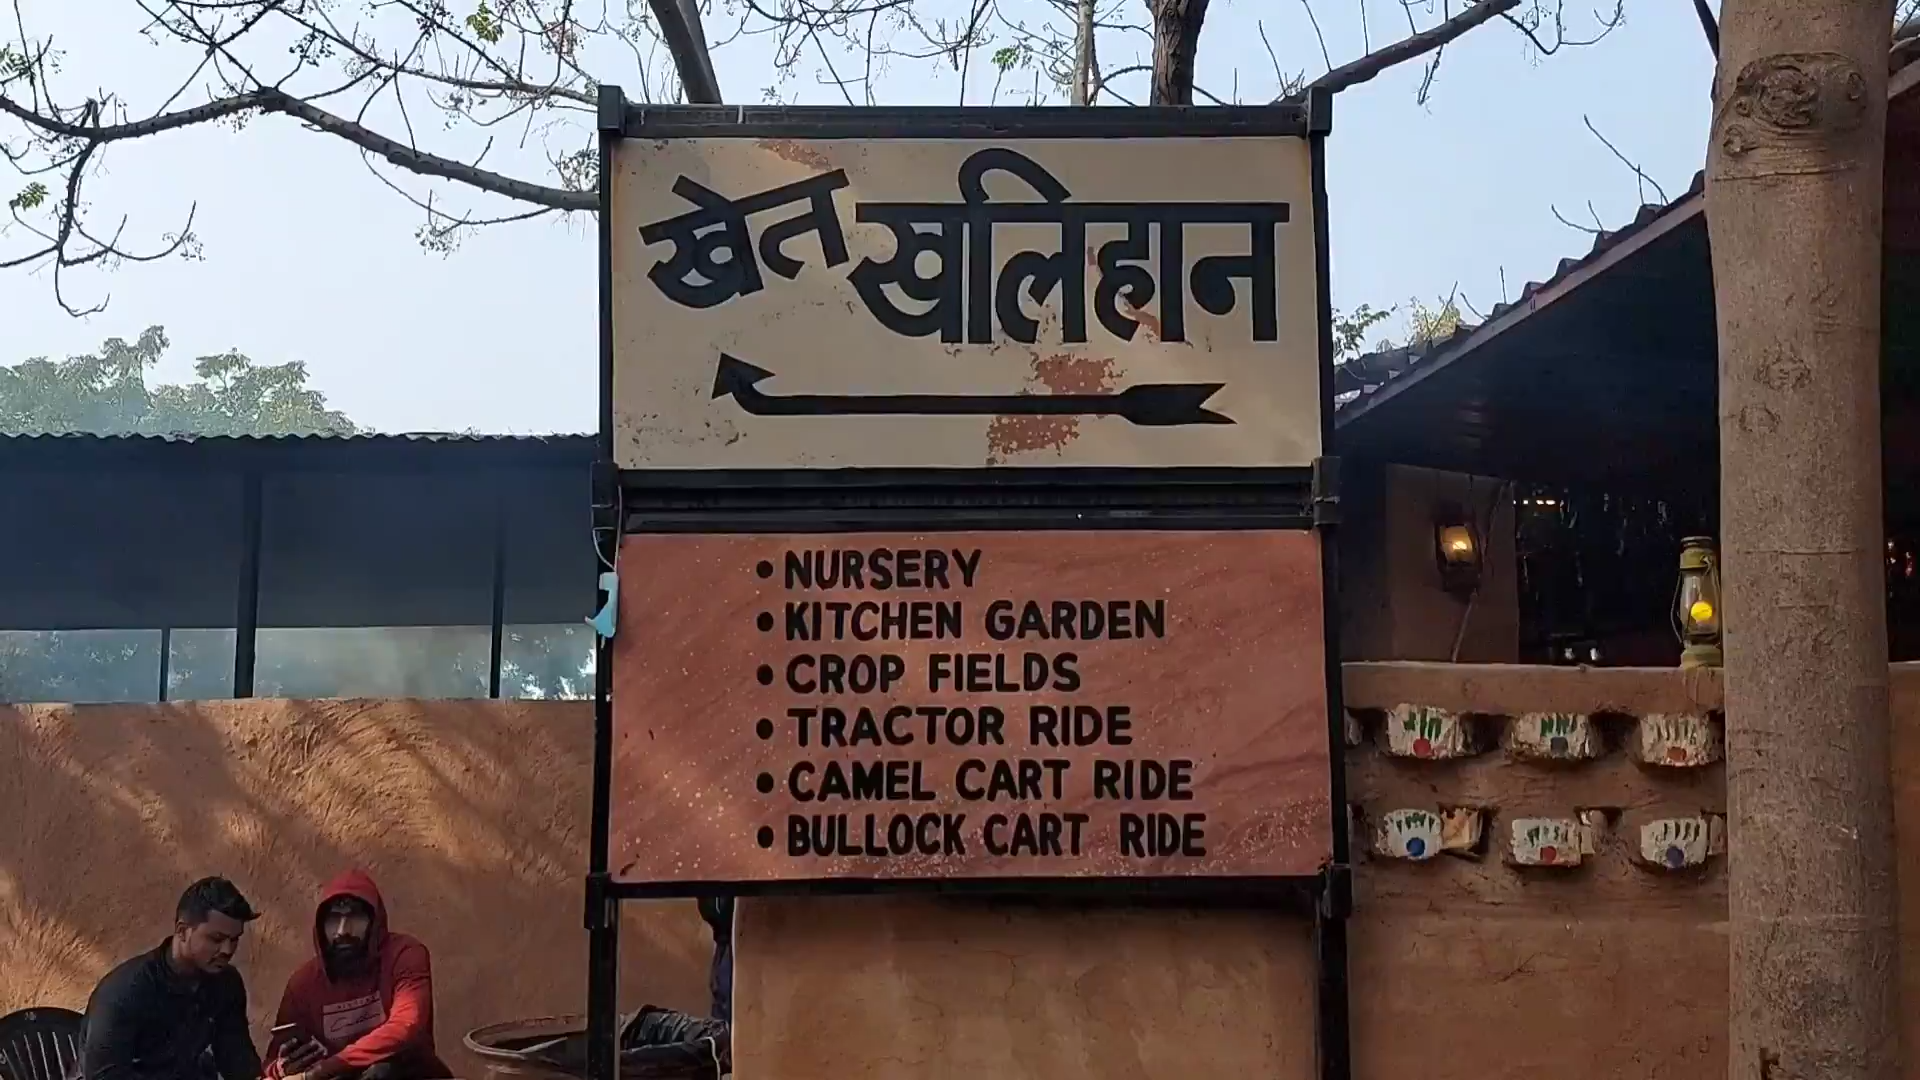 खेत खलिहान
• NURSERY
• KITCHEN GARDEN
• CROP FIELDS
• TRACTOR RIDE
• CAMEL CART RIDE
• BULLOCK CART RIDE